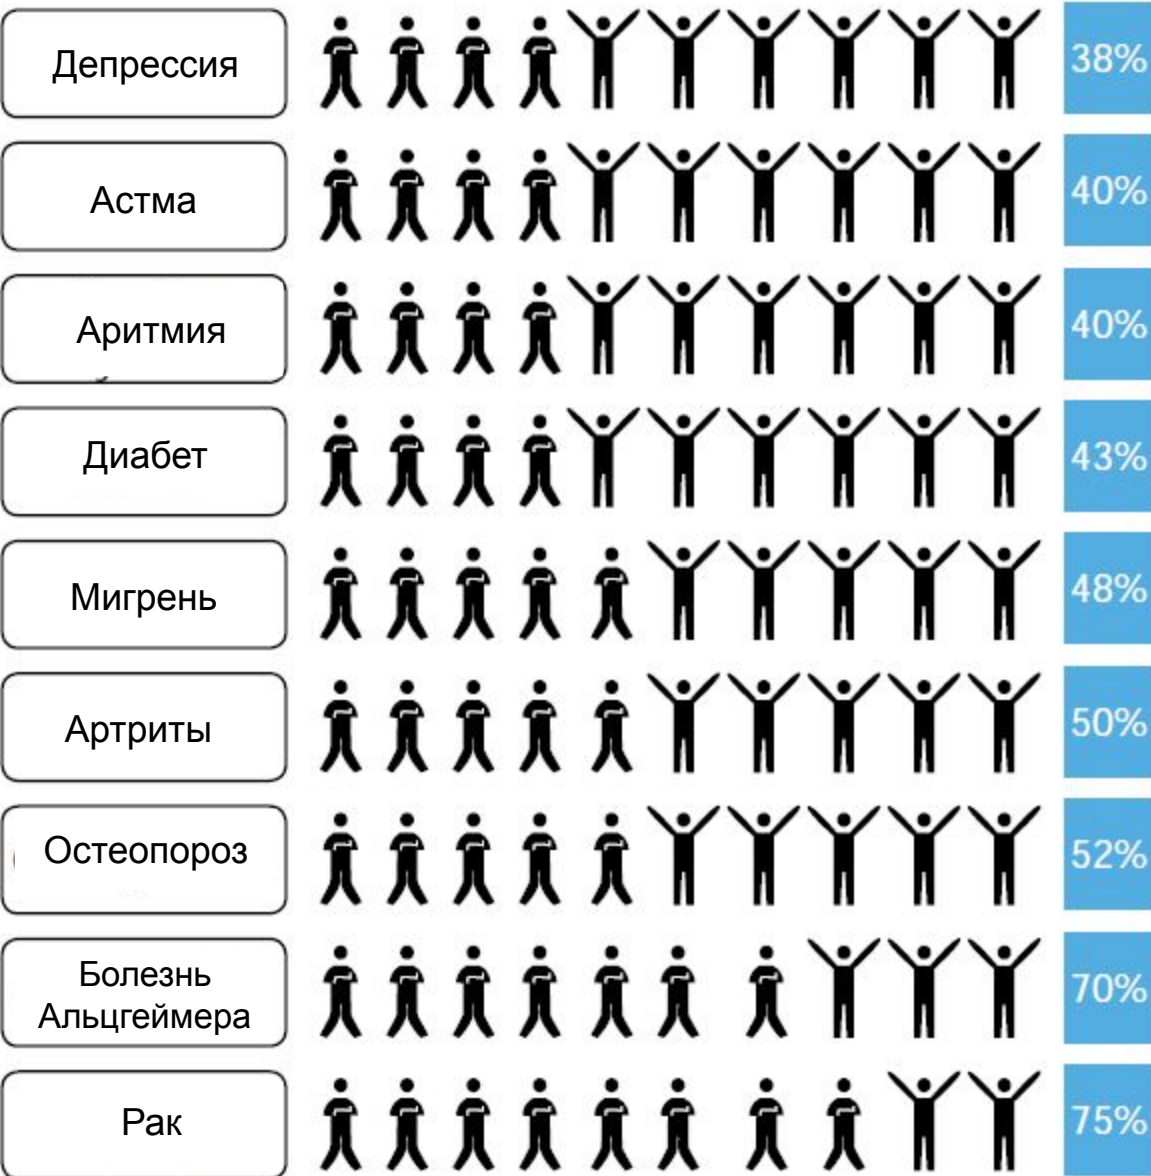 Депрессия 38%
Астма 40%
Аритмия 40%
Диабет 43%
Мигрень 48%
Артриты 50%
Остеопороз 52%
Болезнь
Альцгеймера 70%
Рак 75%